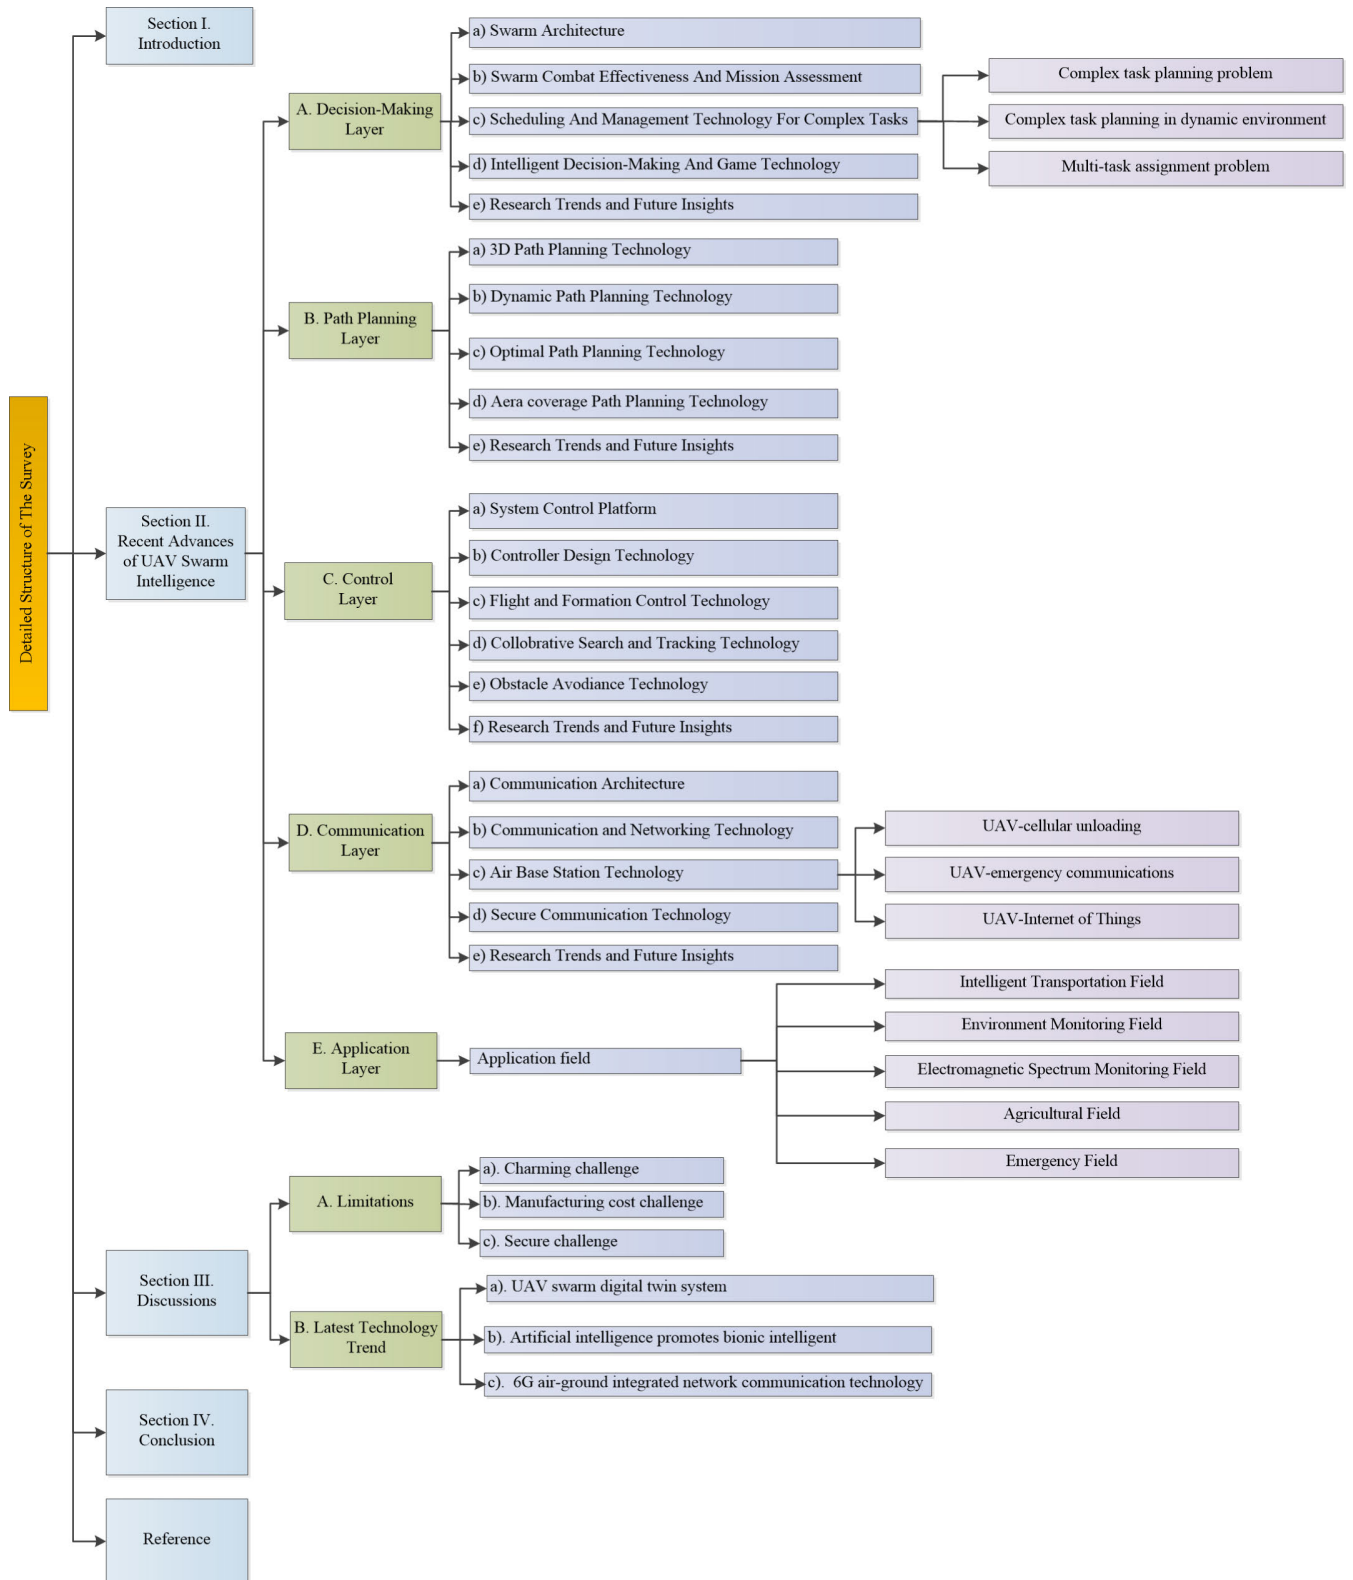 Detailed Structure of The Survey
Section I.
Introduction
Section II.
Recent Advances
of UAV Swarm
Intelligence
A. Decision-Making
Layer
a) Swarm Architecture
b) Swarm Combat Effectiveness And Mission Assessment
c) Scheduling And Management Technology For Complex Tasks
Complex task planning problem
Complex task planning in dynamic environment
Multi-task assignment problem
d) Intelligent Decision-Making And Game Technology
e) Research Trends and Future Insights
B. Path Planning
Layer
a) 3D Path Planning Technology
b) Dynamic Path Planning Technology
c) Optimal Path Planning Technology
d) Aera coverage Path Planning Technology
e) Research Trends and Future Insights
C. Control
Layer
a) System Control Platform
b) Controller Design Technology
c) Flight and Formation Control Technology
d) Collobrative Search and Tracking Technology
e) Obstacle Avodiance Technology
f) Research Trends and Future Insights
D. Communication
Layer
a) Communication Architecture
b) Communication and Networking Technology
c) Air Base Station Technology
UAV-cellular unloading
UAV-emergency communications
UAV-Internet of Things
d) Secure Communication Technology
e) Research Trends and Future Insights
E. Application
Layer
Application field
Intelligent Transportation Field
Environment Monitoring Field
Electromagnetic Spectrum Monitoring Field
Agricultural Field
Emergency Field
Section III.
Discussions
A. Limitations
a). Charming challenge
b). Manufacturing cost challenge
c). Secure challenge
B. Latest Technology
Trend
a). UAV swarm digital twin system
b). Artificial intelligence promotes bionic intelligent
c). 6G air-ground integrated network communication technology
Section IV.
Conclusion
Reference